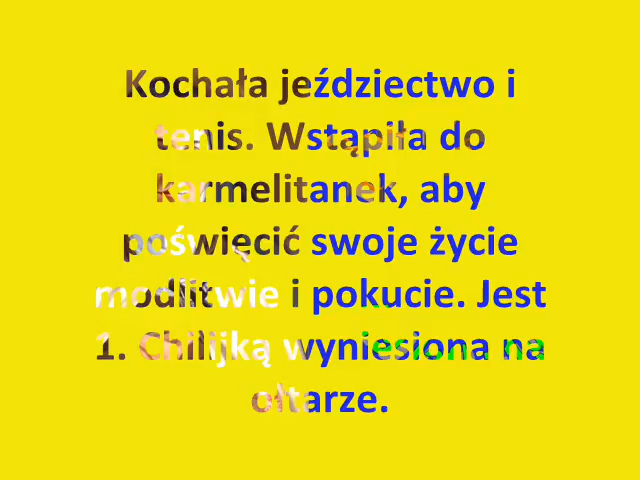 Kochała jeździectwo i
tenis. Wstąpiła do
karmelitanek, aby
poświęcić swoje życie
modlitwie i pokucie. Jest
1. Chilijką wyniesiona na
ołtarze.